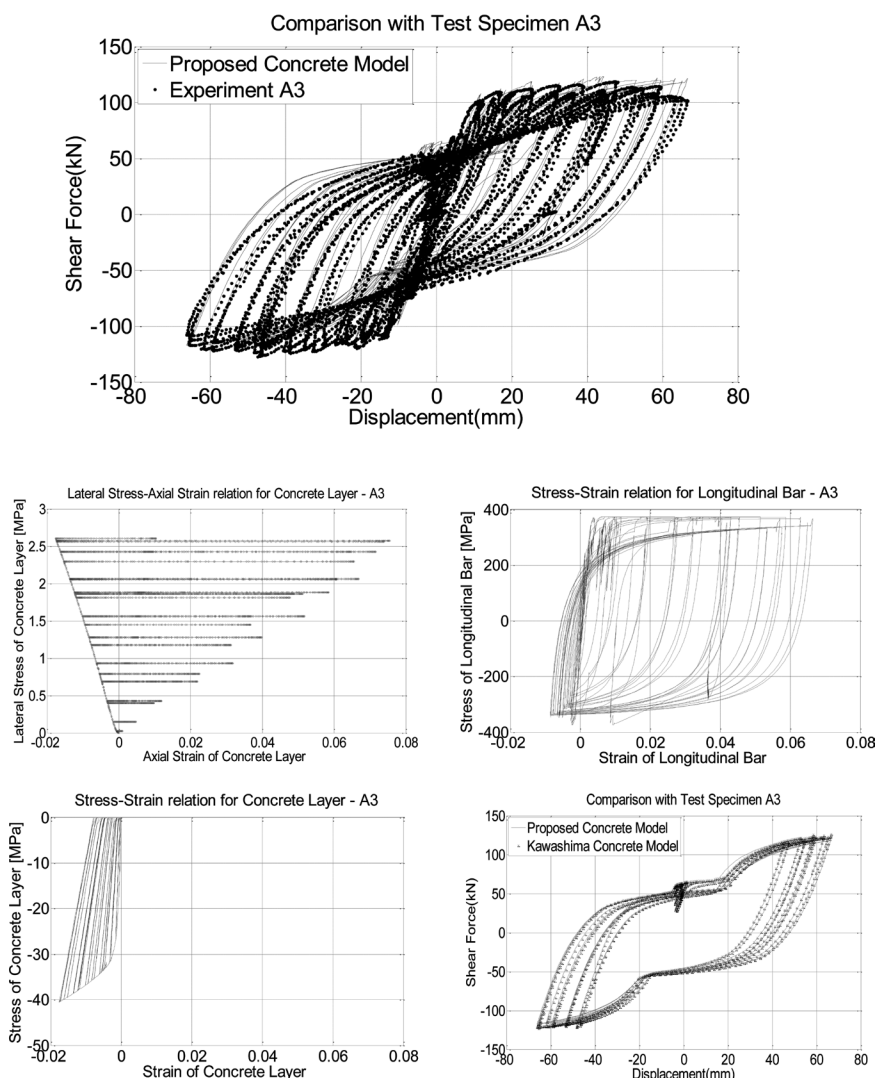 Comparison with Test Specimen A3
150
100
50
0
-50
-100
-150
Shear Force(kN)
Proposed Concrete Model
Experiment A3
-80 -60 -40 -20 0 20 40 60 80
Displacement(mm)
Lateral Stress-Axial Strain relation for Concrete Layer - A3
3
2.5
2
1.5
1
0.5
0
Lateral Stress of Concrete Layer [MPa]
-0.02 0 0.02 0.04 0.06 0.08
Axial Strain of Concrete Layer
Stress-Strain relation for Longitudinal Bar - A3
400
200
0
-200
-400
Stress of Longitudinal Bar [MPa]
-0.02 0 0.02 0.04 0.06 0.08
Strain of Longitudinal Bar
Stress-Strain relation for Concrete Layer - A3
0
-10
-20
-30
-40
-50
Stress of Concrete Layer [MPa]
-0.02 0 0.02 0.04 0.06 0.08
Strain of Concrete Layer
Comparison with Test Specimen A3
150
100
50
0
-50
-100
-150
Shear Force(kN)
Proposed Concrete Model
Kawashima Concrete Model
-80 -60 -40 -20 0 20 40 60 80
Displacement(mm)